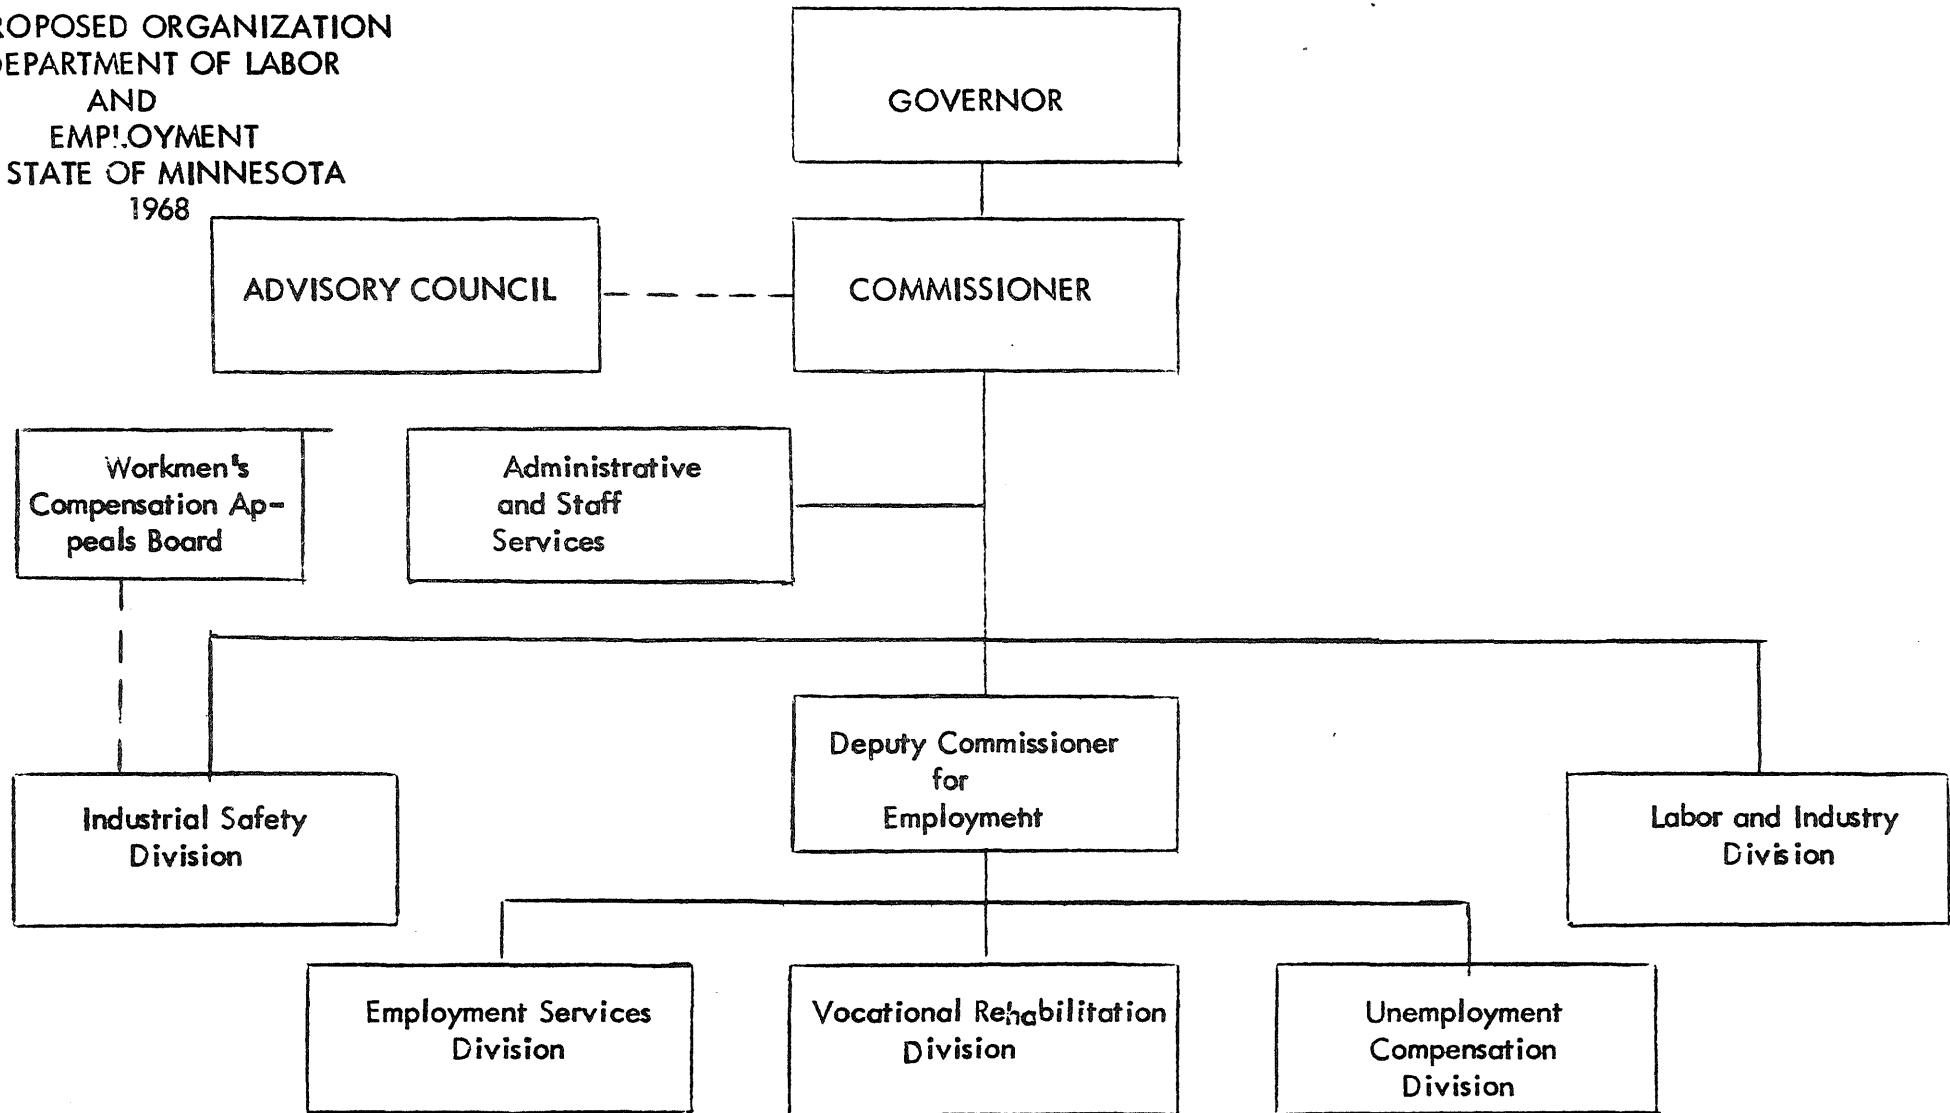 ROPOSED ORGANIZATION
DEPARTMENT OF LABOR
AND
EMPLOYMENT
STATE OF MINNESOTA
1968
GOVERNOR
ADVISORY COUNCIL
COMMISSIONER
Workmen's
Compensation Ap-
peals Board
Administrative
and Staff
Services
Deputy Commissioner
for
Employment
Industrial Safety
Division
Labor and Industry
Division
Employment Services
Division
Vocational Rehabilitation
Division
Unemployment
Compensation
Division